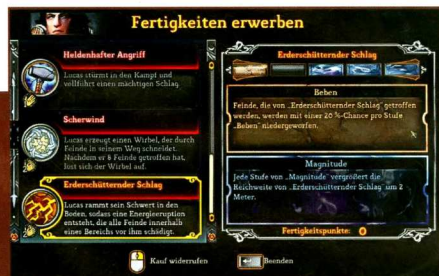 Fertigkeiten erwerben
Heldenhafter Angriff
Lucas stürmt in den Kampf und
vollführt einen mächtigen Schlag.
Scherwind
Lucas erzeugt einen Wirbel, der durch
Feinde in seinem Weg schneidet.
Nachdem er 8 Feinde getroffen hat,
löst sich der Wirbel auf.
Erderschütternder Schlag
Lucas rammt sein Schwert in den
Boden, sodass eine Energieeruption
entsteht, die alle Feinde innerhalb
eines Bereichs vor ihm schädigt.
Erderschütternder Schlag
Beben
Feinde, die von „Erderschütternder Schlag" getroffen
werden, werden mit einer 20 %-Chance pro Stufe
„Beben" niedergeworfen.
Magnitude
Jede Stufe von „Magnitude" vergrößert die
Reichweite von „Erderschütternder Schlag" um 2
Meter.
Fertigkeitspunkte: 0
Kauf widerrufen
Beenden